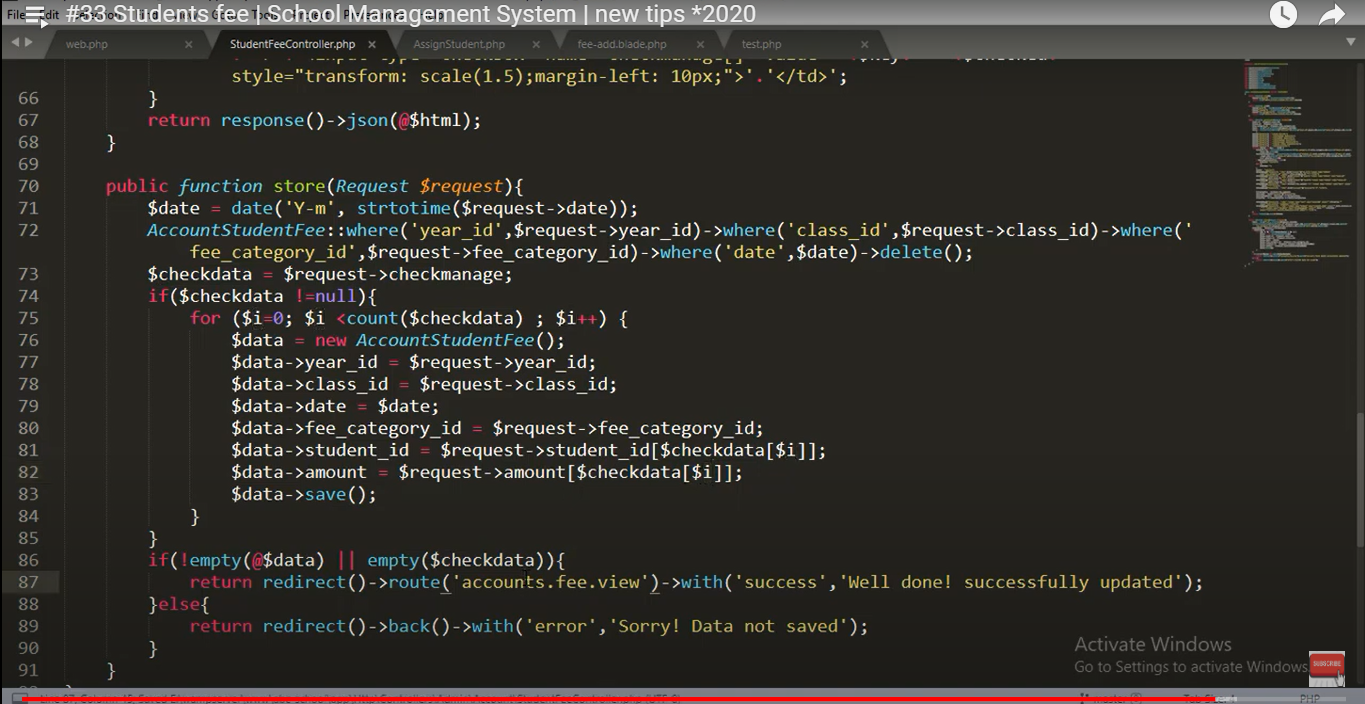 #33 Students fee | School Management System | new tips *2020
web.php × StudentFeeController.php × AssignStudent.php × fee-add.blade.php × test.php ×
style="transform: scale(1.5);margin-left: 10px;">'.'</td>';
66 }
67 return response()->json(@$html);
68 }
69
70 public function store(Request $request){
71 $date = date('Y-m', strtotime($request->date));
72 AccountStudentFee::where('year_id',$request->year_id)->where('class_id',$request->class_id)->where('
fee_category_id',$request->fee_category_id)->where('date',$date)->delete();
73 $checkdata = $request->checkmanage;
74 if($checkdata !=null){
75 for ($i=0; $i <count($checkdata) ; $i++) {
76 $data = new AccountStudentFee();
77 $data->year_id = $request->year_id;
78 $data->class_id = $request->class_id;
79 $data->date = $date;
80 $data->fee_category_id = $request->fee_category_id;
81 $data->student_id = $request->student_id[$checkdata[$i]];
82 $data->amount = $request->amount[$checkdata[$i]];
83 $data->save();
84 }
85 }
86 if(!empty(@$data) || empty($checkdata)){
87 return redirect()->route('accounts.fee.view')->with('success','Well done! successfully updated');
88 }else{
89 return redirect()->back()->with('error','Sorry! Data not saved');
90 }
91 }
Activate Windows
Go to Settings to activate Windows.
SUBSCRIBE